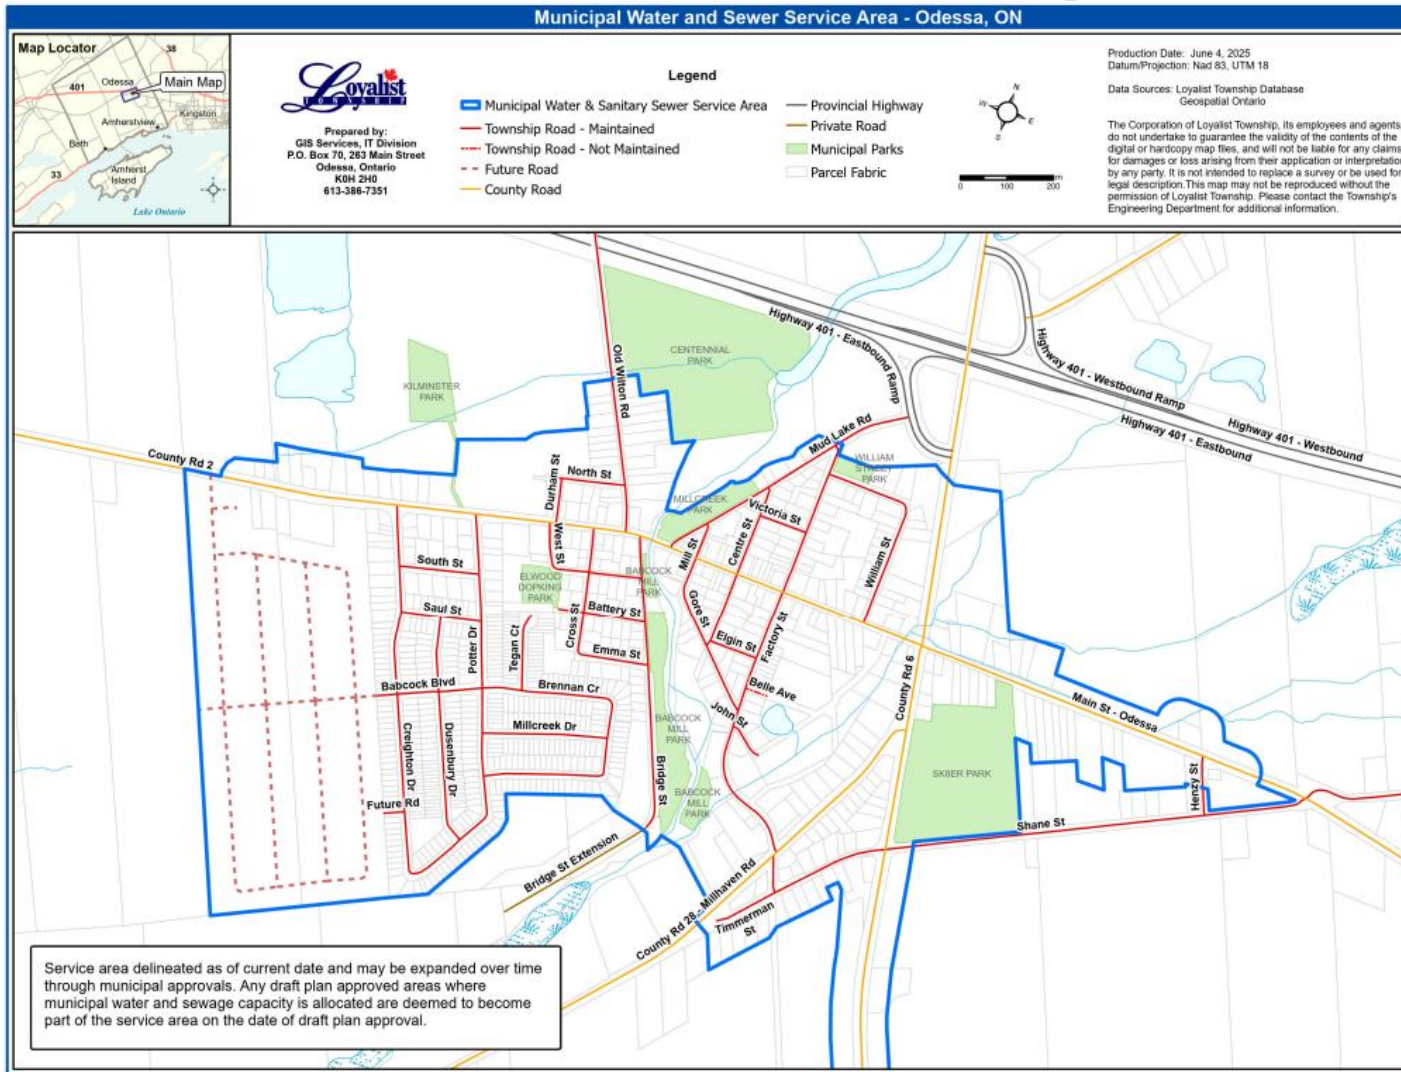 Municipal Water and Sewer Service Area - Odessa, ON
Map Locator
38
401
Odessa
Main Map
Kingston
Amherstview
Bath
Amherst
Island
33
Lake Ontario
Loyalist
TOWNSHIP
Prepared by:
GIS Services, IT Division
P.O. Box 70, 263 Main Street
Odessa, Ontario
K0H 2H0
613-386-7351
Legend
Municipal Water & Sanitary Sewer Service Area
Township Road - Maintained
Township Road - Not Maintained
Future Road
County Road
Provincial Highway
Private Road
Municipal Parks
Parcel Fabric
N
W
E
S
m
0 100 200
Production Date: June 4, 2025
Datum/Projection: Nad 83, UTM 18
Data Sources: Loyalist Township Database
Geospatial Ontario
The Corporation of Loyalist Township, its employees and agents,
do not undertake to guarantee the validity of the contents of the
digital or hardcopy map files, and will not be liable for any claims
for damages or loss arising from their application or interpretation
by any party. It is not intended to replace a survey or be used for
legal description.This map may not be reproduced without the
permission of Loyalist Township. Please contact the Township's
Engineering Department for additional information.
Highway 401 - Eastbound Ramp
Highway 401 - Westbound Ramp
Highway 401 - Westbound
Highway 401 - Eastbound
CENTENNIAL
PARK
Old Wilton Rd
KILMINSTER
PARK
Mud Lake Rd
County Rd 2
WILLIAM
STREET
PARK
Durham St
North St
MILLCREEK
PARK
Victoria St
Centre St
Mill St
West St
William St
South St
ELWOOD
DOPKING
PARK
BABCOCK
MILL
PARK
Saul St
Battery St
Gore St
Cross St
Potter Dr
Tegan Ct
Emma St
Elgin St
Factory St
Babcock Blvd
Brennan Cr
Belle Ave
County Rd 6
Main St - Odessa
John St
Millcreek Dr
BABCOCK
MILL
PARK
Creighton Dr
Dusenbury Dr
Bridge St
SKIIER PARK
Henzy St
BABCOCK
MILL
PARK
Future Rd
Shane St
Bridge St Extension
County Rd 28 - Millhaven Rd
Timmerman
St
Service area delineated as of current date and may be expanded over time
through municipal approvals. Any draft plan approved areas where
municipal water and sewage capacity is allocated are deemed to become
part of the service area on the date of draft plan approval.